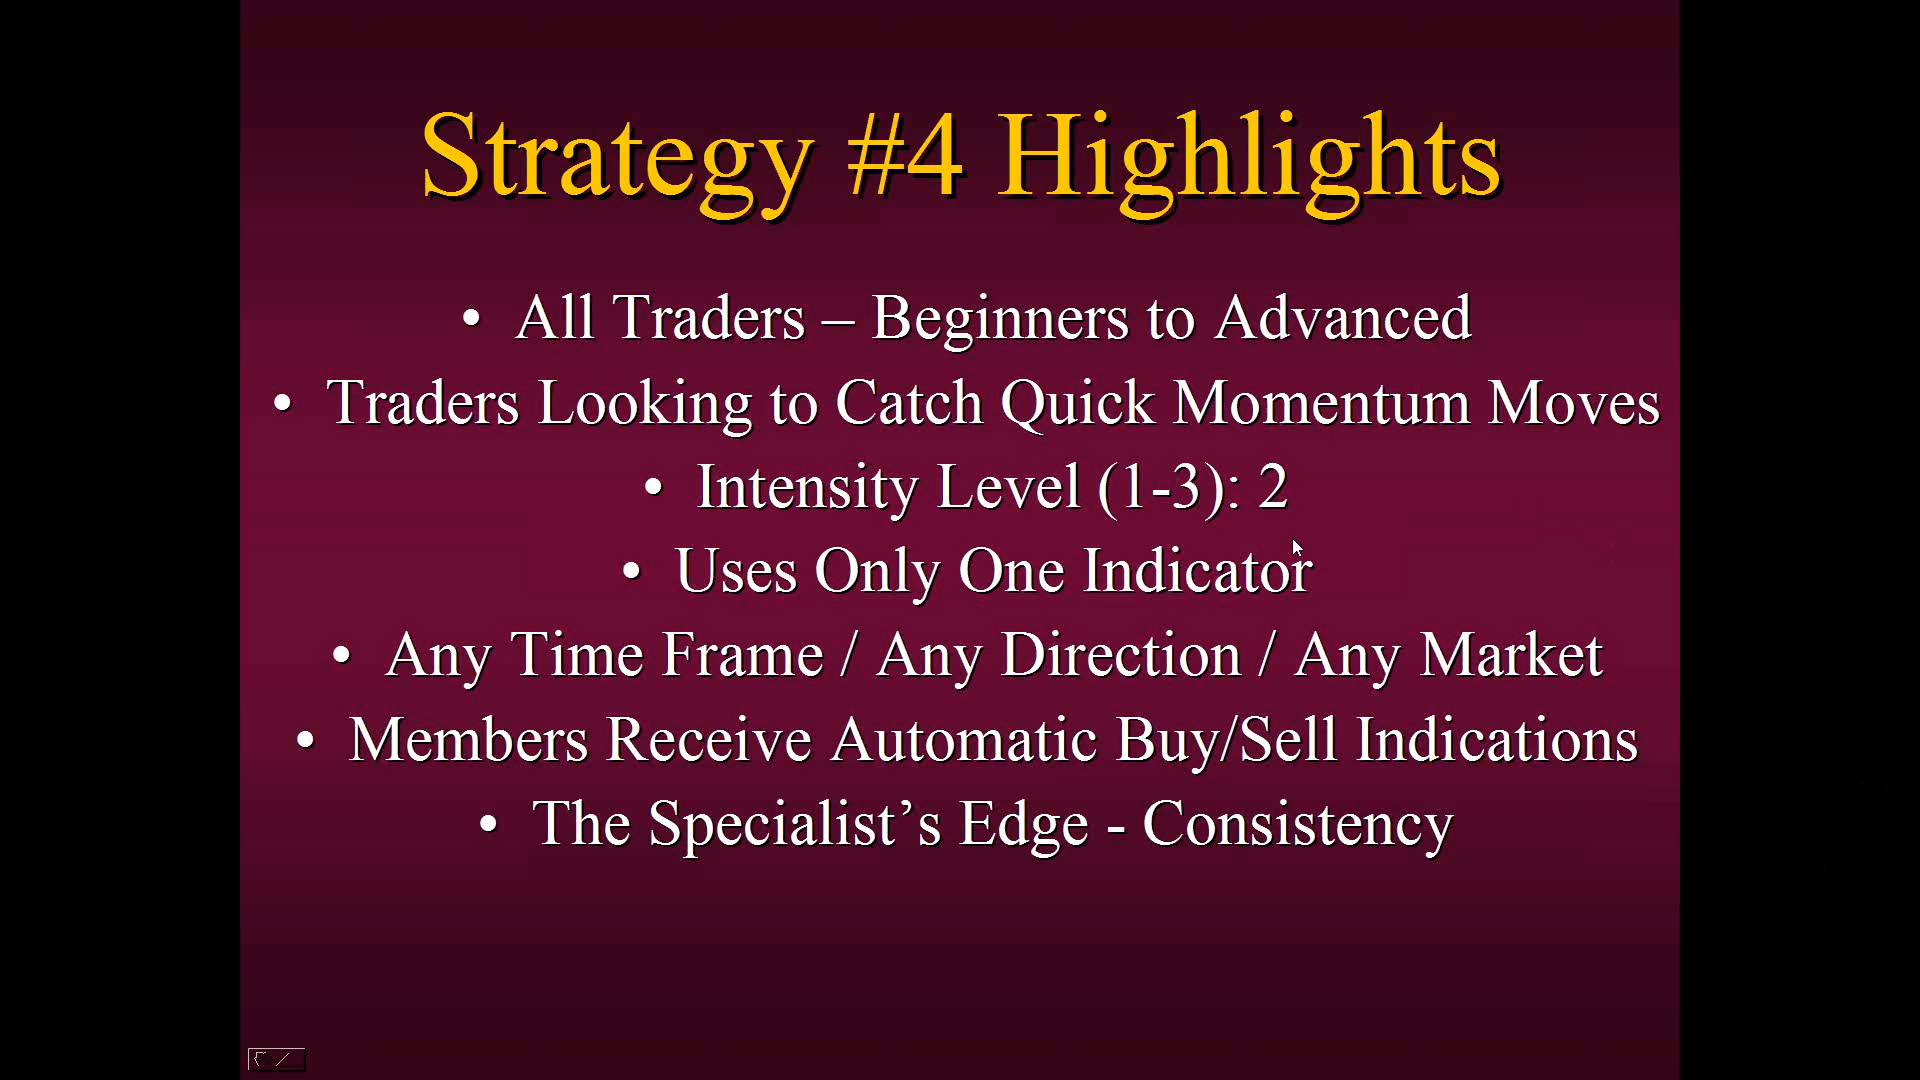 Strategy #4 Highlights
• All Traders – Beginners to Advanced
• Traders Looking to Catch Quick Momentum Moves
• Intensity Level (1-3): 2
• Uses Only One Indicator
• Any Time Frame / Any Direction / Any Market
• Members Receive Automatic Buy/Sell Indications
• The Specialist’s Edge - Consistency